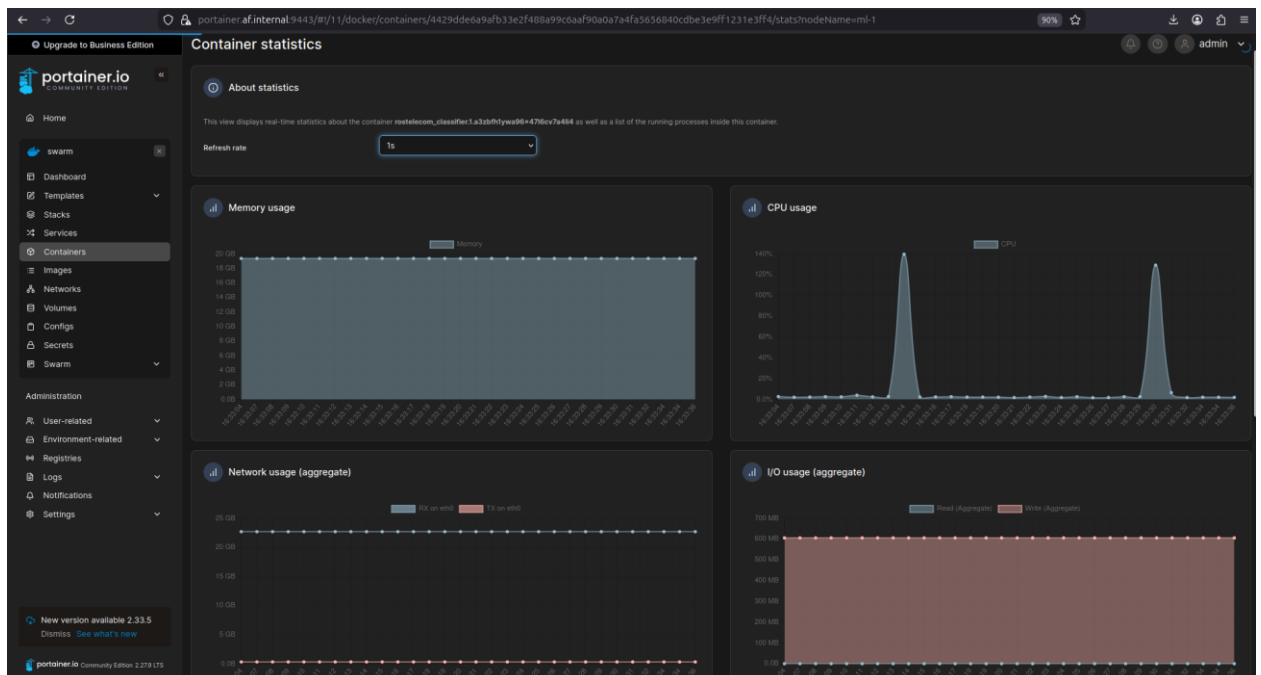 portainer.af.internal:9443/#!/11/docker/containers/4429dde6a9afb33e2f488a99c6aaf90a0a7a4fa5656840cdbe3e9ff1231e3ff4/stats?nodeName=ml-1
90%
Upgrade to Business Edition
Container statistics
admin
portainer.io
COMMUNITY EDITION
About statistics
Home
This view displays real-time statistics about the container as well as a list of the running processes inside this container.
Refresh rate
1s
swarm
Dashboard
Templates
Stacks
Services
Containers
Images
Networks
Volumes
Configs
Secrets
Swarm
Administration
User-related
Environment-related
Registries
Logs
Notifications
Settings
New version available 2.33.5
Dismiss See what's new
portainer.io Community Edition 2.27.9 LTS
Memory usage
Memory
20 GB
18 GB
16 GB
14 GB
12 GB
10 GB
8 GB
6 GB
4 GB
2 GB
0.0B
CPU usage
CPU
140%
120%
100%
80%
60%
40%
20%
0.0%
Network usage (aggregate)
RX on eth0 TX on eth0
25 GB
20 GB
15 GB
10 GB
5 GB
0.0B
I/O usage (aggregate)
Read (Aggregate) Write (Aggregate)
700 MB
600 MB
500 MB
400 MB
300 MB
200 MB
100 MB
0.0B